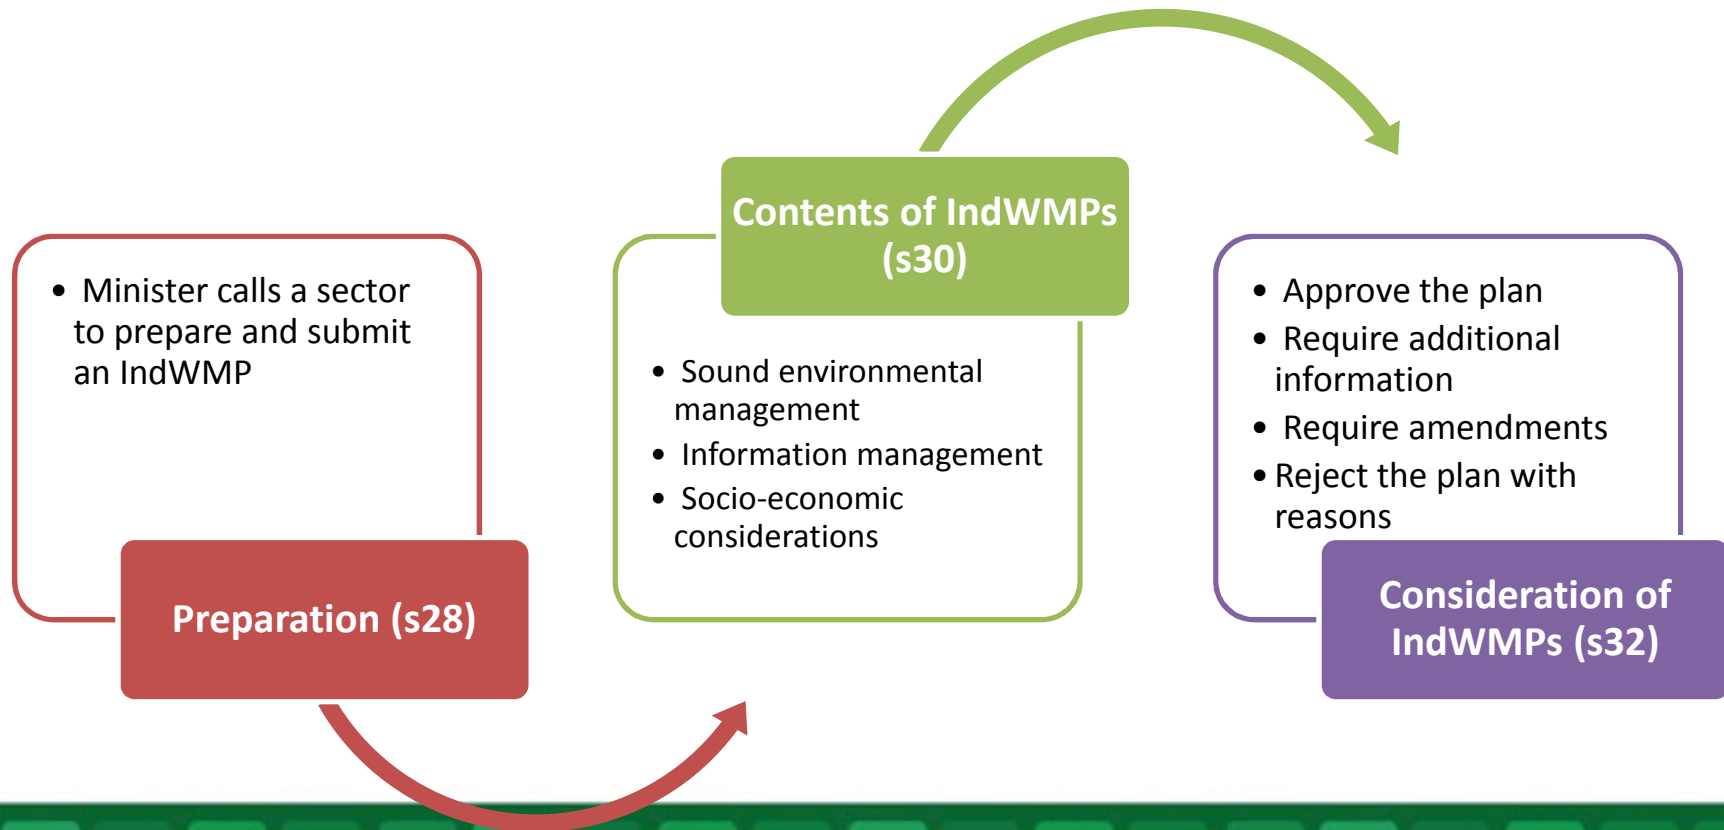 • Minister calls a sector
to prepare and submit
an IndWMP
Preparation (s28)
Contents of IndWMPs
(s30)
• Sound environmental
management
• Information management
• Socio-economic
considerations
• Approve the plan
• Require additional
information
• Require amendments
• Reject the plan with
reasons
Consideration of
IndWMPs (s32)